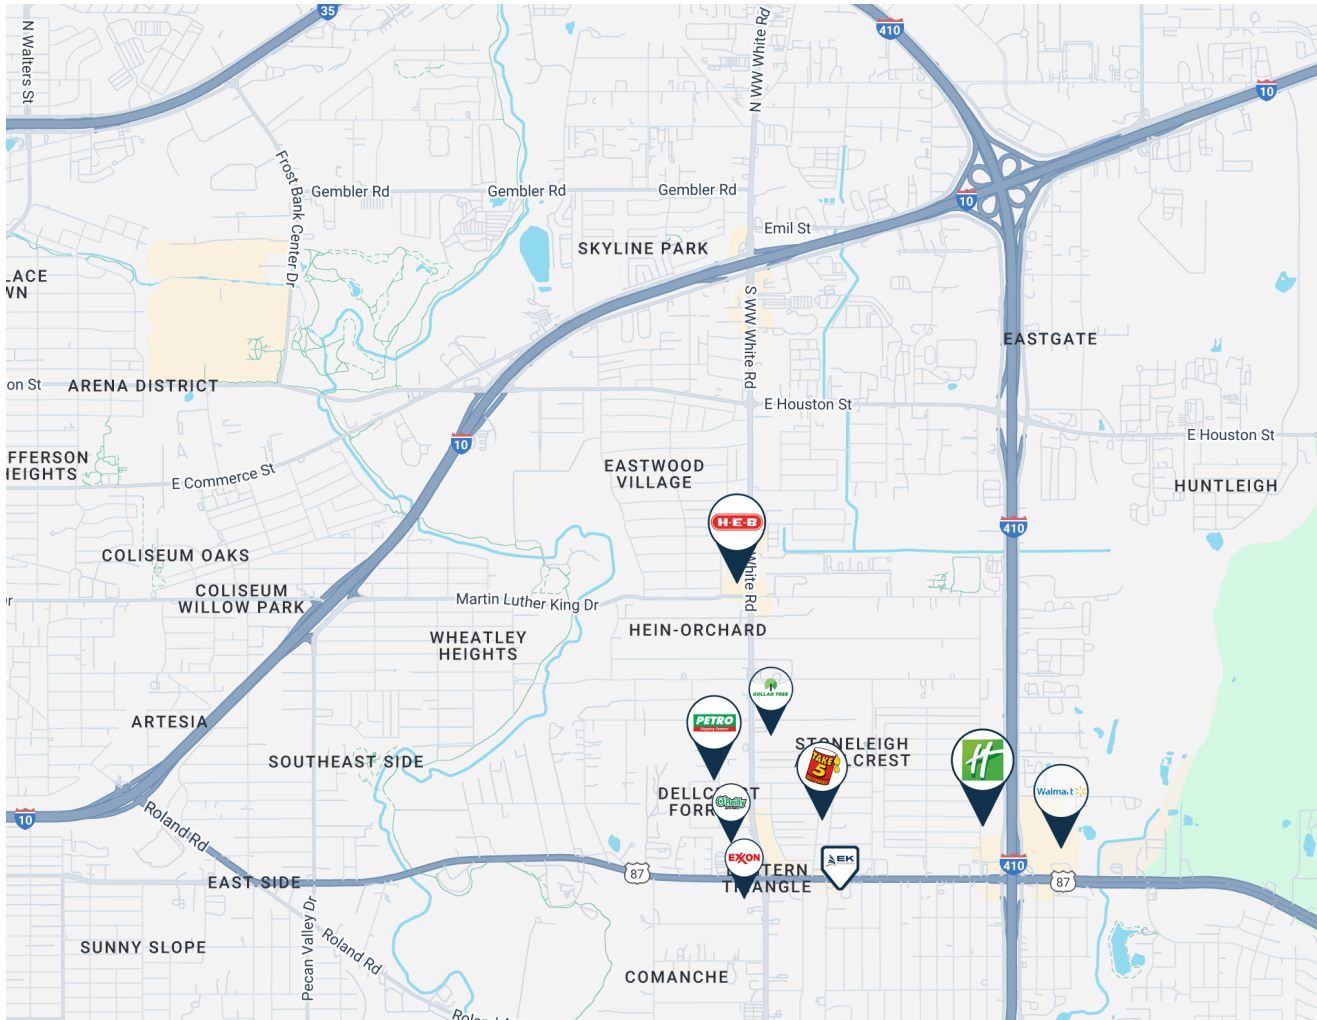 35
N Walters St
410
N WW White Rd
10
Frost Bank Center Dr
Gembler Rd
Gembler Rd
Gembler Rd
10
Emil St
SKYLINE PARK
LACE
WN
S WW White Rd
EASTGATE
on St
ARENA DISTRICT
E Houston St
E Houston St
10
FFERSON
HEIGHTS
E Commerce St
EASTWOOD
VILLAGE
HUNTLEIGH
H-E-B
410
COLISEUM OAKS
COLISEUM
WILLOW PARK
White Rd
Martin Luther King Dr
HEIN-ORCHARD
WHEATLEY
HEIGHTS
DOLLAR TREE
PETRO
ARTESIA
TAKE
5
H
SOUTHEAST SIDE
Walmart
O'Reilly
10
Roland Rd
EXXON
EK
410
87
87
EAST SIDE
TRIANGLE
Pecan Valley Dr
Roland Rd
SUNNY SLOPE
COMANCHE